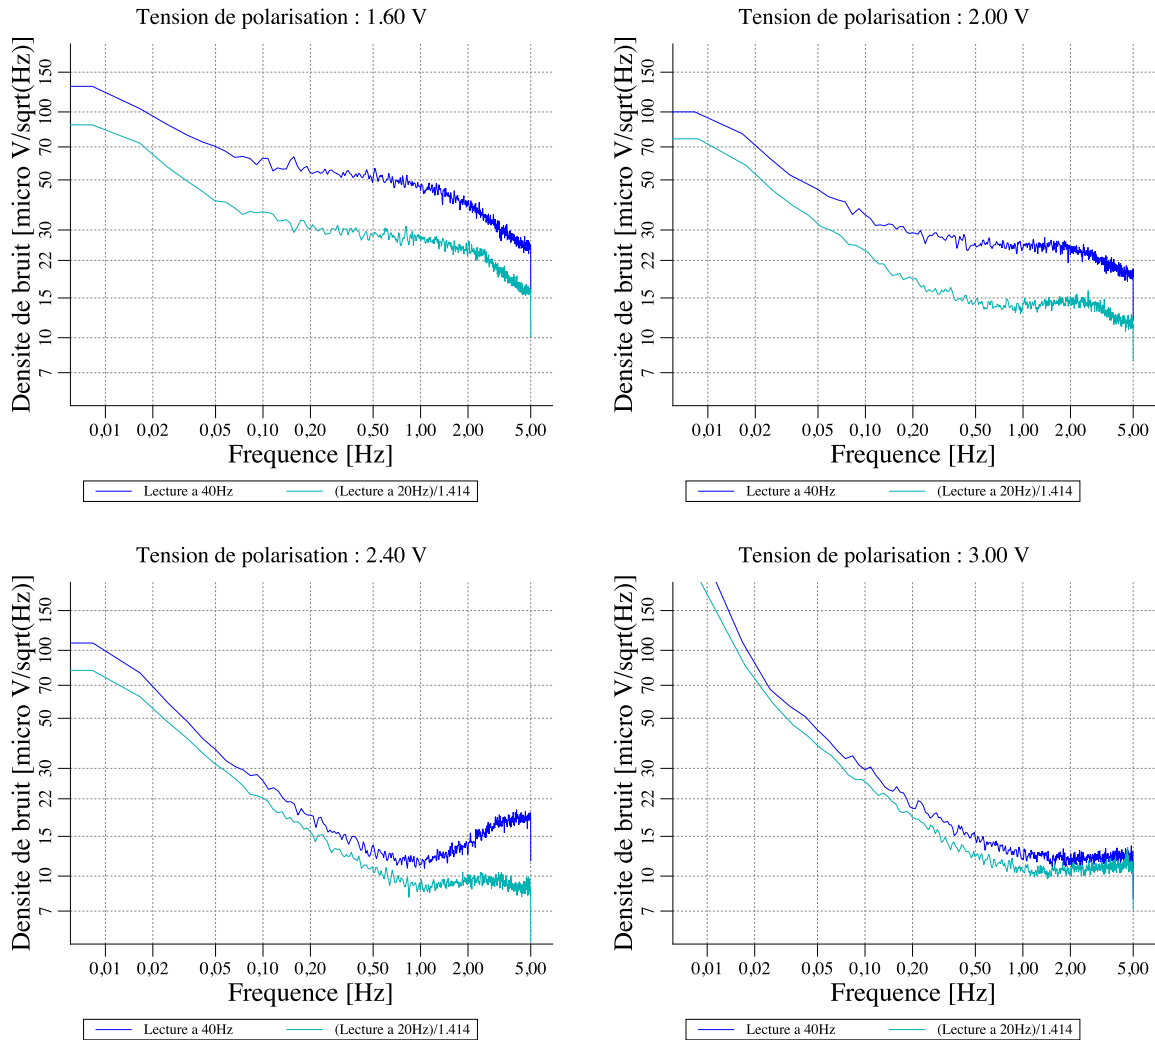 Tension de polarisation : 1.60 V
Densite de bruit [micro V/sqrt(Hz)]
150
100
70
50
30
22
15
10
7
0,01 0,02 0,05 0,10 0,20 0,50 1,00 2,00 5,00
Frequence [Hz]
Lecture a 40Hz (Lecture a 20Hz)/1.414
Tension de polarisation : 2.00 V
Densite de bruit [micro V/sqrt(Hz)]
150
100
70
50
30
22
15
10
7
0,01 0,02 0,05 0,10 0,20 0,50 1,00 2,00 5,00
Frequence [Hz]
Lecture a 40Hz (Lecture a 20Hz)/1.414
Tension de polarisation : 2.40 V
Densite de bruit [micro V/sqrt(Hz)]
150
100
70
50
30
22
15
10
7
0,01 0,02 0,05 0,10 0,20 0,50 1,00 2,00 5,00
Frequence [Hz]
Lecture a 40Hz (Lecture a 20Hz)/1.414
Tension de polarisation : 3.00 V
Densite de bruit [micro V/sqrt(Hz)]
150
100
70
50
30
22
15
10
7
0,01 0,02 0,05 0,10 0,20 0,50 1,00 2,00 5,00
Frequence [Hz]
Lecture a 40Hz (Lecture a 20Hz)/1.414